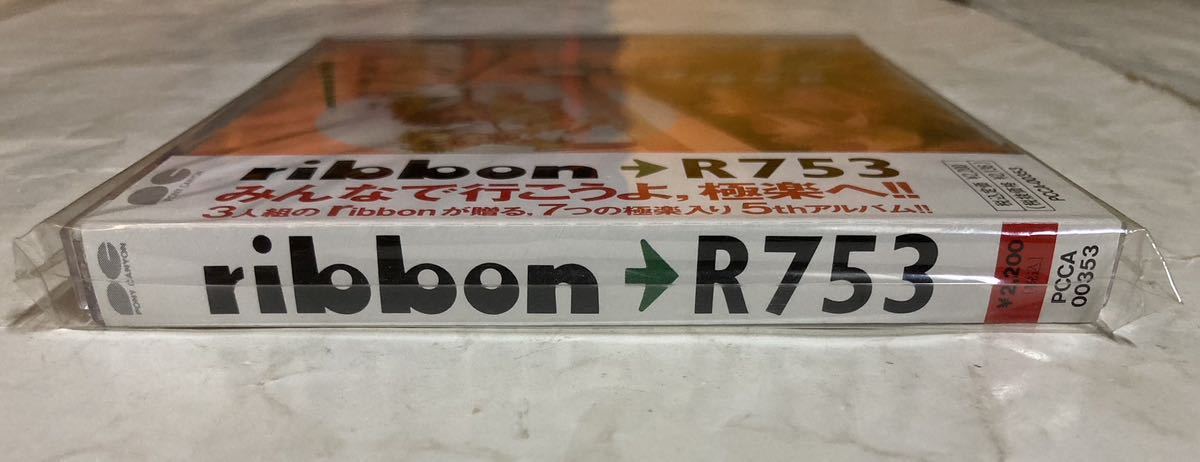 ribbon → R753
みんなで行こうよ,極楽へ!!
3人組のribbonが贈る,7つの極楽入り 5thアルバム!!
PONY CANYON
ribbon → R753
¥2,200
PCCA
00353